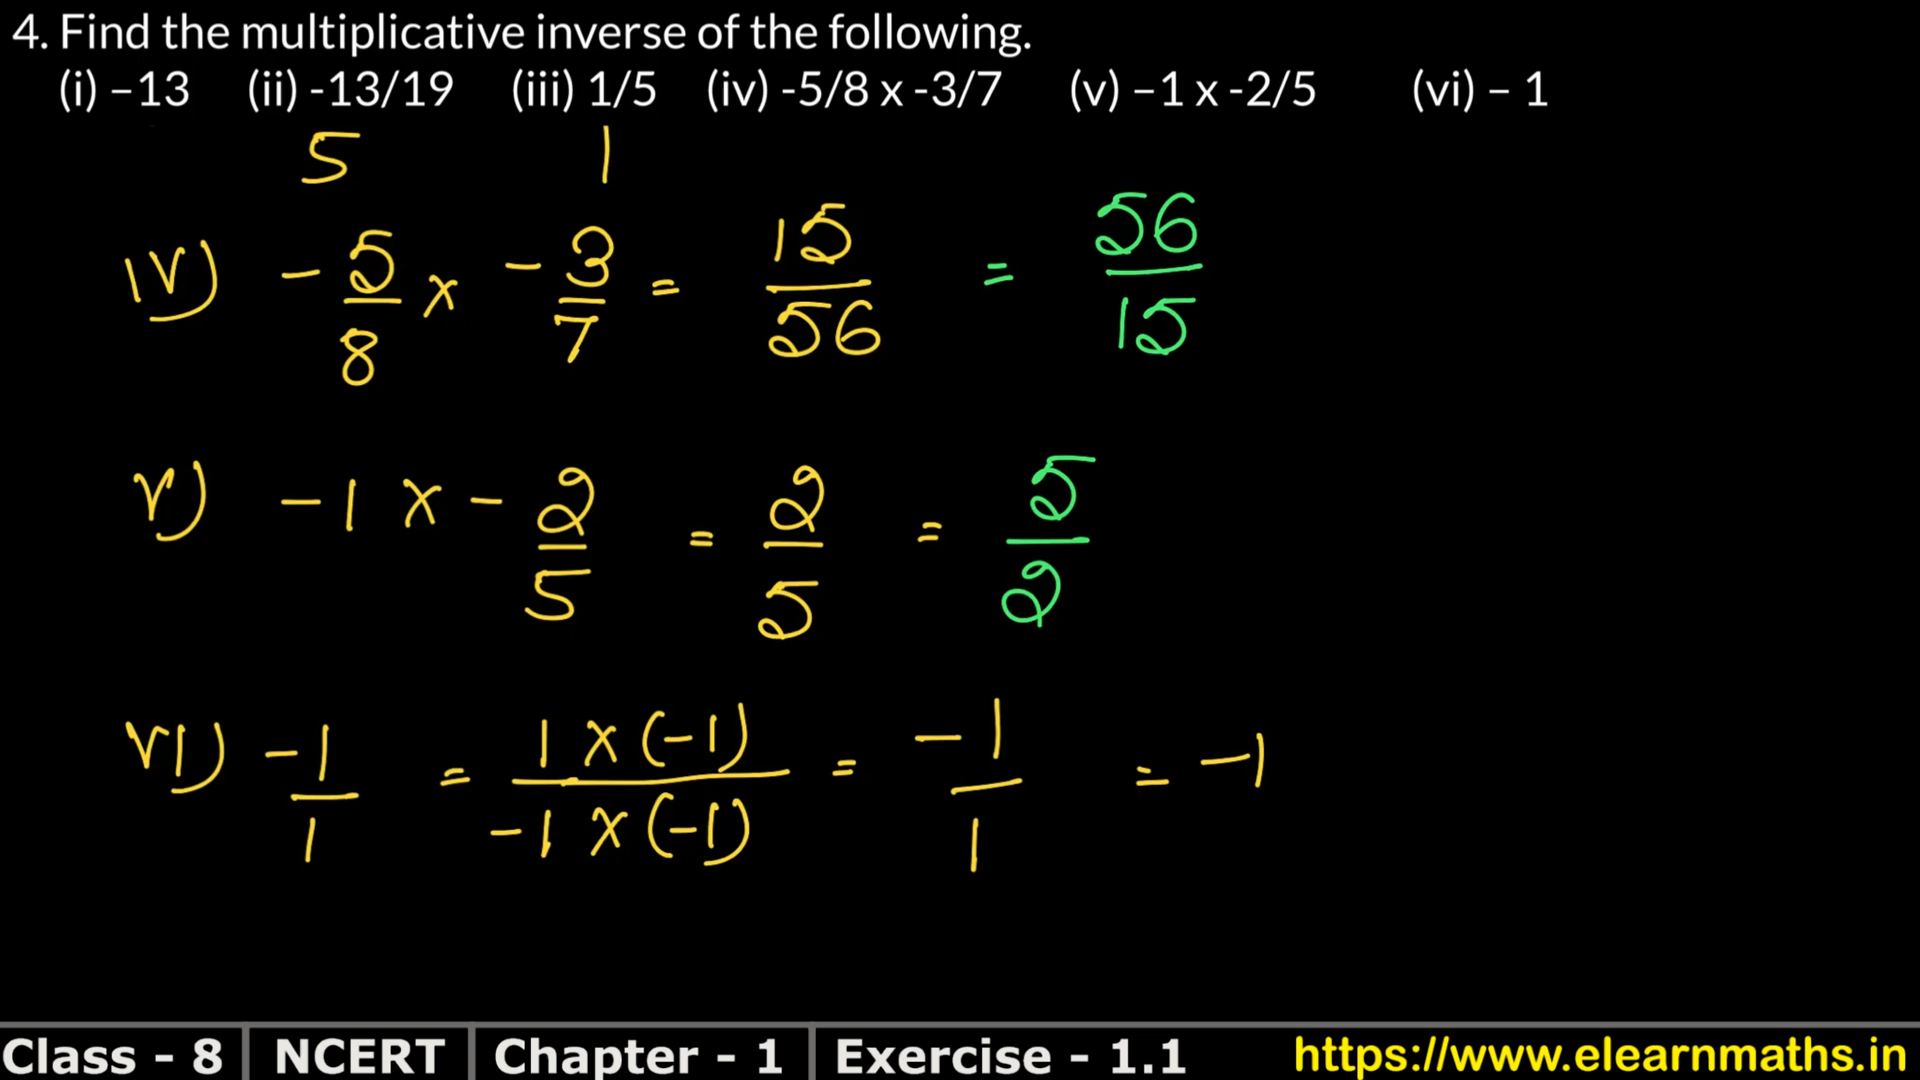 4. Find the multiplicative inverse of the following.
(i) –13 (ii) -13/19 (iii) 1/5 (iv) -5/8 x -3/7 (v) –1 x -2/5 (vi) – 1
5 1
iv) - 5/8 x - 3/7 = 15/56 = 56/15
v) - 1 x - 2/5 = 2/5 = 5/2
vi) -1/1 = 1 x (-1)/-1 x (-1) = -1/1 = -1
Class - 8 NCERT Chapter - 1 Exercise - 1.1 https://www.elearnmaths.in